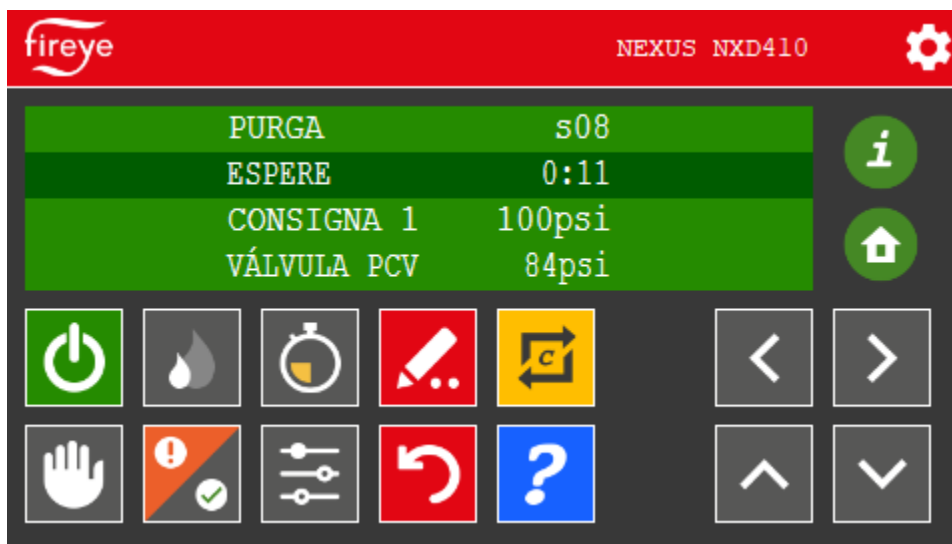 fireye
NEXUS NXD410
PURGA s08
ESPERE 0:11
CONSIGNA 1 100psi
VÁLVULA PCV 84psi
i
C
!
?